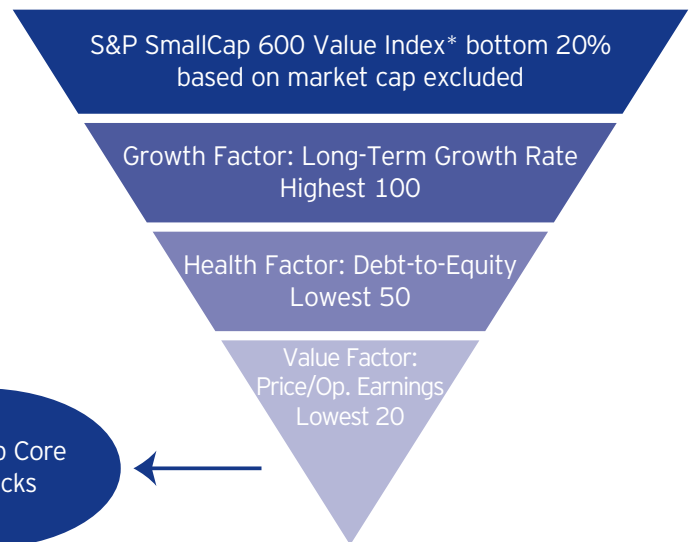 S&P SmallCap 600 Value Index* bottom 20%
based on market cap excluded
Growth Factor: Long-Term Growth Rate
Highest 100
Health Factor: Debt-to-Equity
Lowest 50
Value Factor:
Price/Op. Earnings
Lowest 20
Core